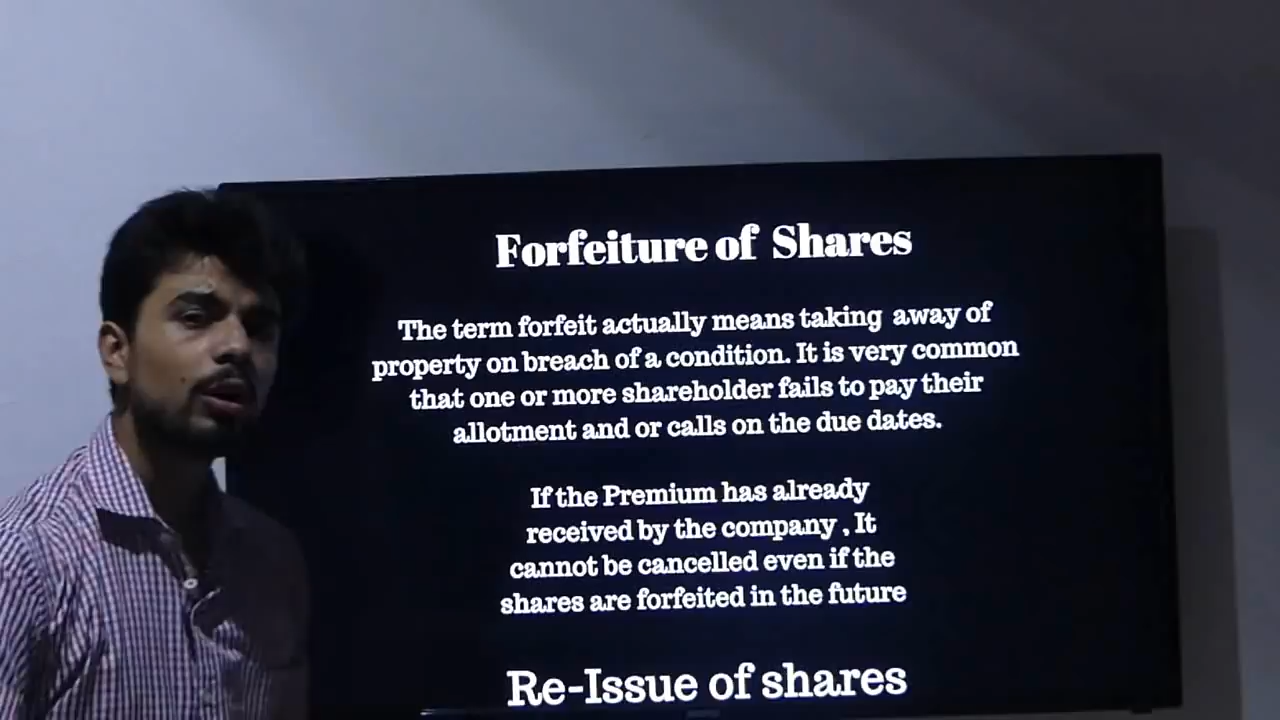 Forfeiture of Shares
The term forfeit actually means taking away of
property on breach of a condition. It is very common
that one or more shareholder fails to pay their
allotment and or calls on the due dates.
If the Premium has already
received by the company , It
cannot be cancelled even if the
shares are forfeited in the future
Re-Issue of shares